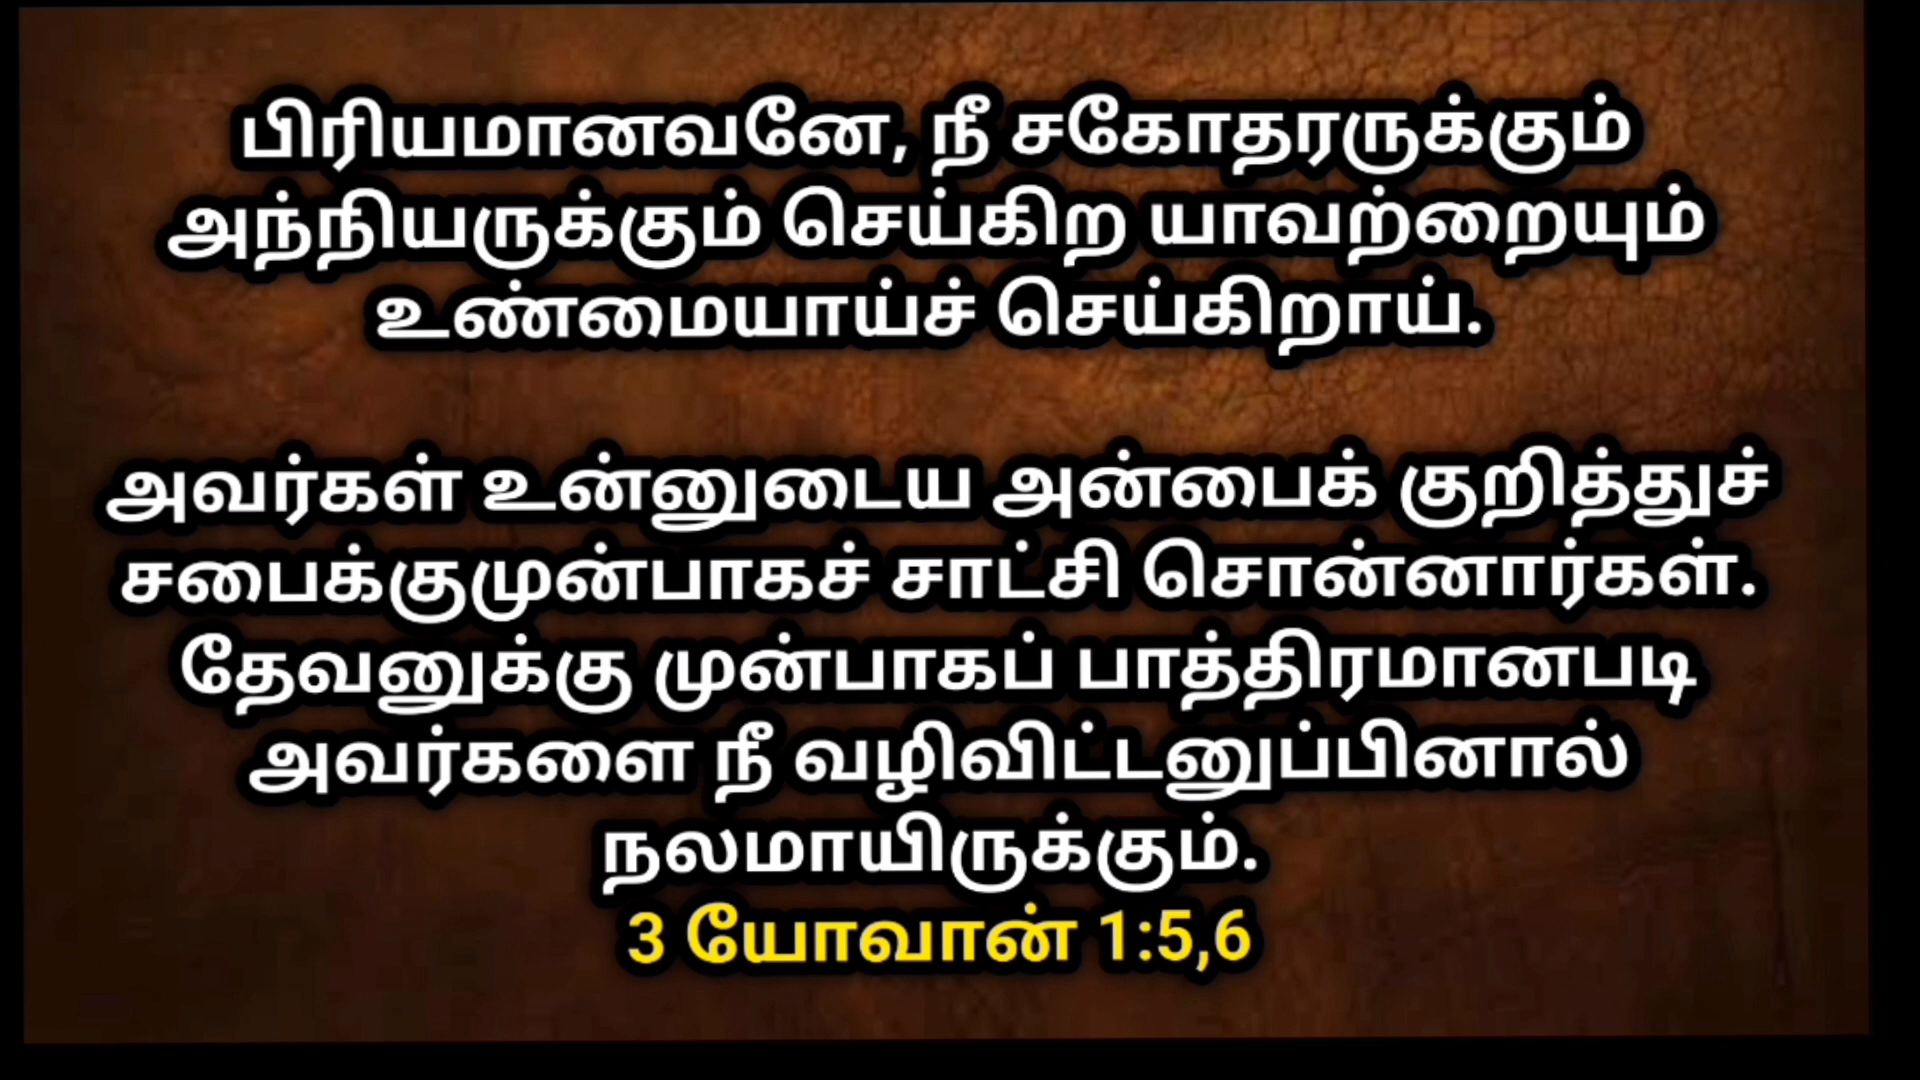 பிரியமானவனே, நீ சகோதரருக்கும்
அந்நியருக்கும் செய்கிற யாவற்றையும்
உண்மையாய்ச் செய்கிறாய்.
அவர்கள் உன்னுடைய அன்பைக் குறித்துச்
சபைக்குமுன்பாகச் சாட்சி சொன்னார்கள்.
தேவனுக்கு முன்பாகப் பாத்திரமானபடி
அவர்களை நீ வழிவிட்டனுப்பினால்
நலமாயிருக்கும்.
3 யோவான் 1:5,6